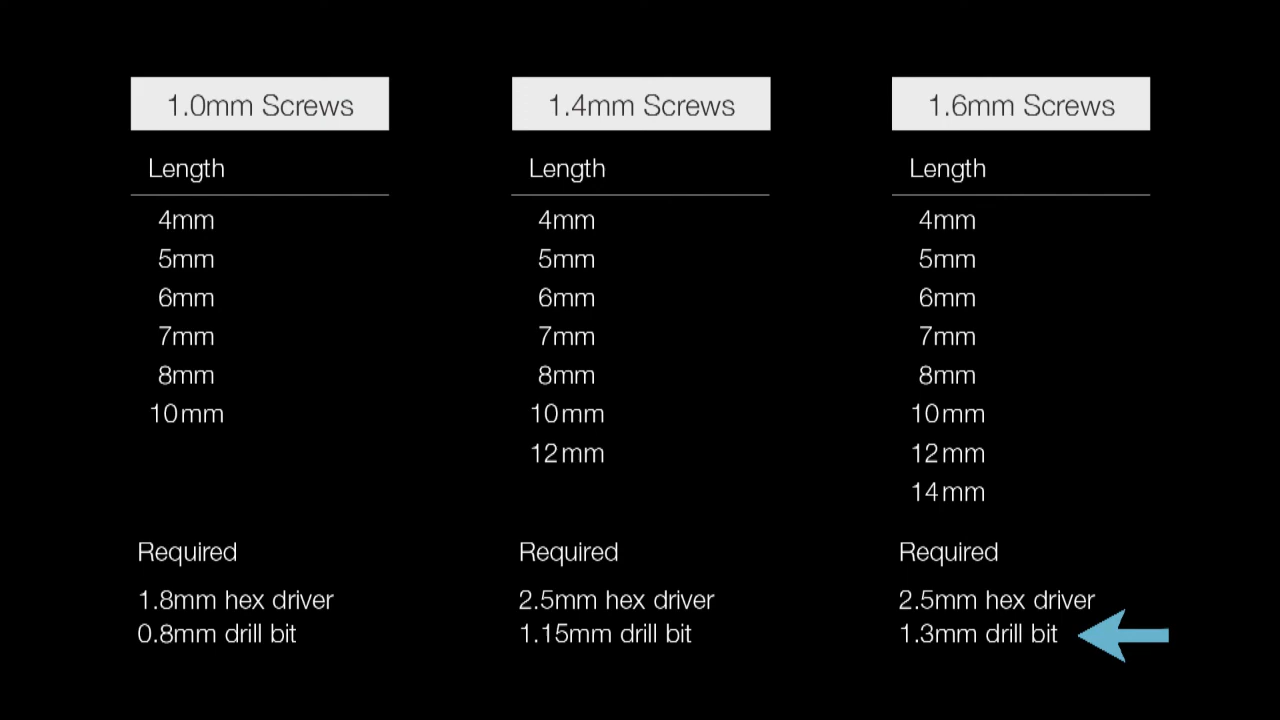 1.0mm Screws
Length
4mm
5mm
6mm
7mm
8mm
10mm
Required
1.8mm hex driver
0.8mm drill bit
1.4mm Screws
Length
4mm
5mm
6mm
7mm
8mm
10mm
12mm
Required
2.5mm hex driver
1.15mm drill bit
1.6mm Screws
Length
4mm
5mm
6mm
7mm
8mm
10mm
12mm
14mm
Required
2.5mm hex driver
1.3mm drill bit